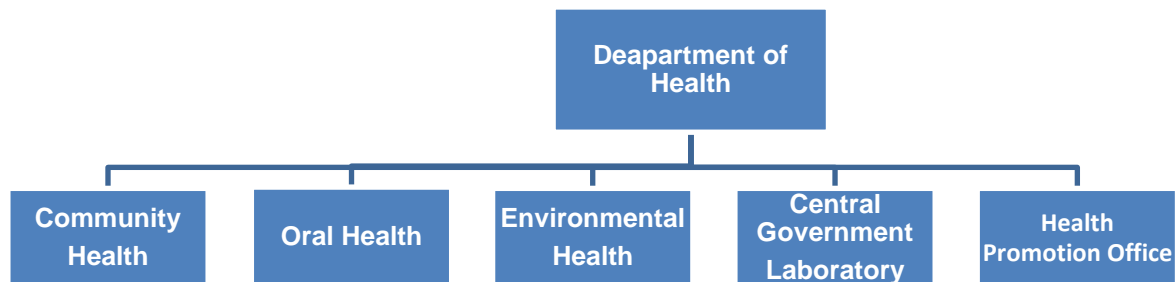 Deapartment of
Health
Community
Health
Oral Health
Environmental
Health
Central
Government
Laboratory
Health
Promotion Office